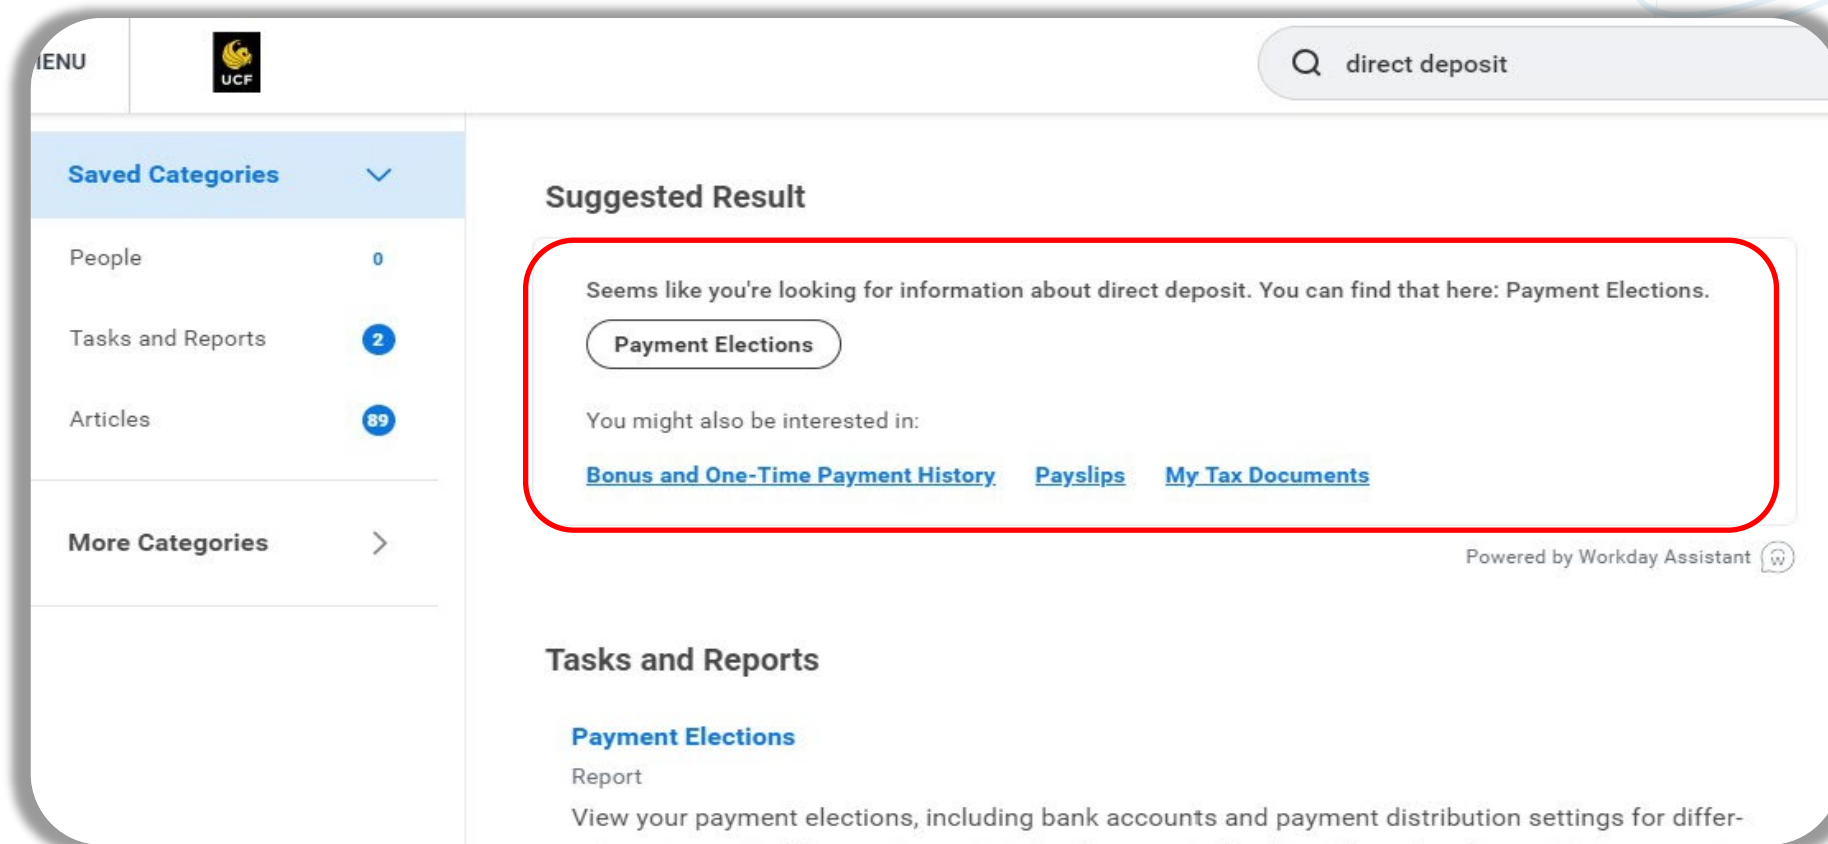 IENU
UCF
direct deposit
Saved Categories
People 0
Tasks and Reports 2
Articles 89
More Categories
Suggested Result
Seems like you're looking for information about direct deposit. You can find that here: Payment Elections.
Payment Elections
You might also be interested in:
Bonus and One-Time Payment History Payslips My Tax Documents
Powered by Workday Assistant
Tasks and Reports
Payment Elections
Report
View your payment elections, including bank accounts and payment distribution settings for differ-